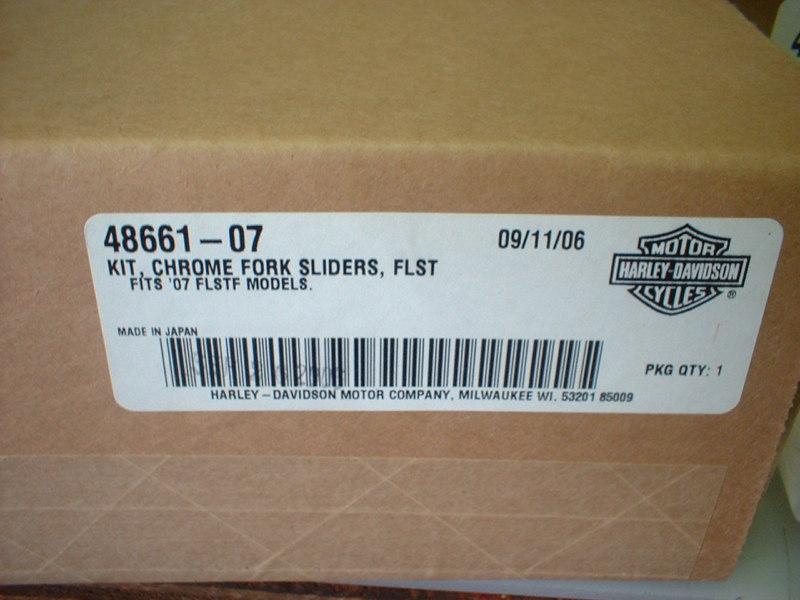 48661-07
09/11/06
KIT, CHROME FORK SLIDERS, FLST
FITS '07 FLSTF MODELS.
MOTOR
HARLEY-DAVIDSON
CYCLES®
MADE IN JAPAN
PKG QTY: 1
HARLEY-DAVIDSON MOTOR COMPANY, MILWAUKEE WI. 53201 85009